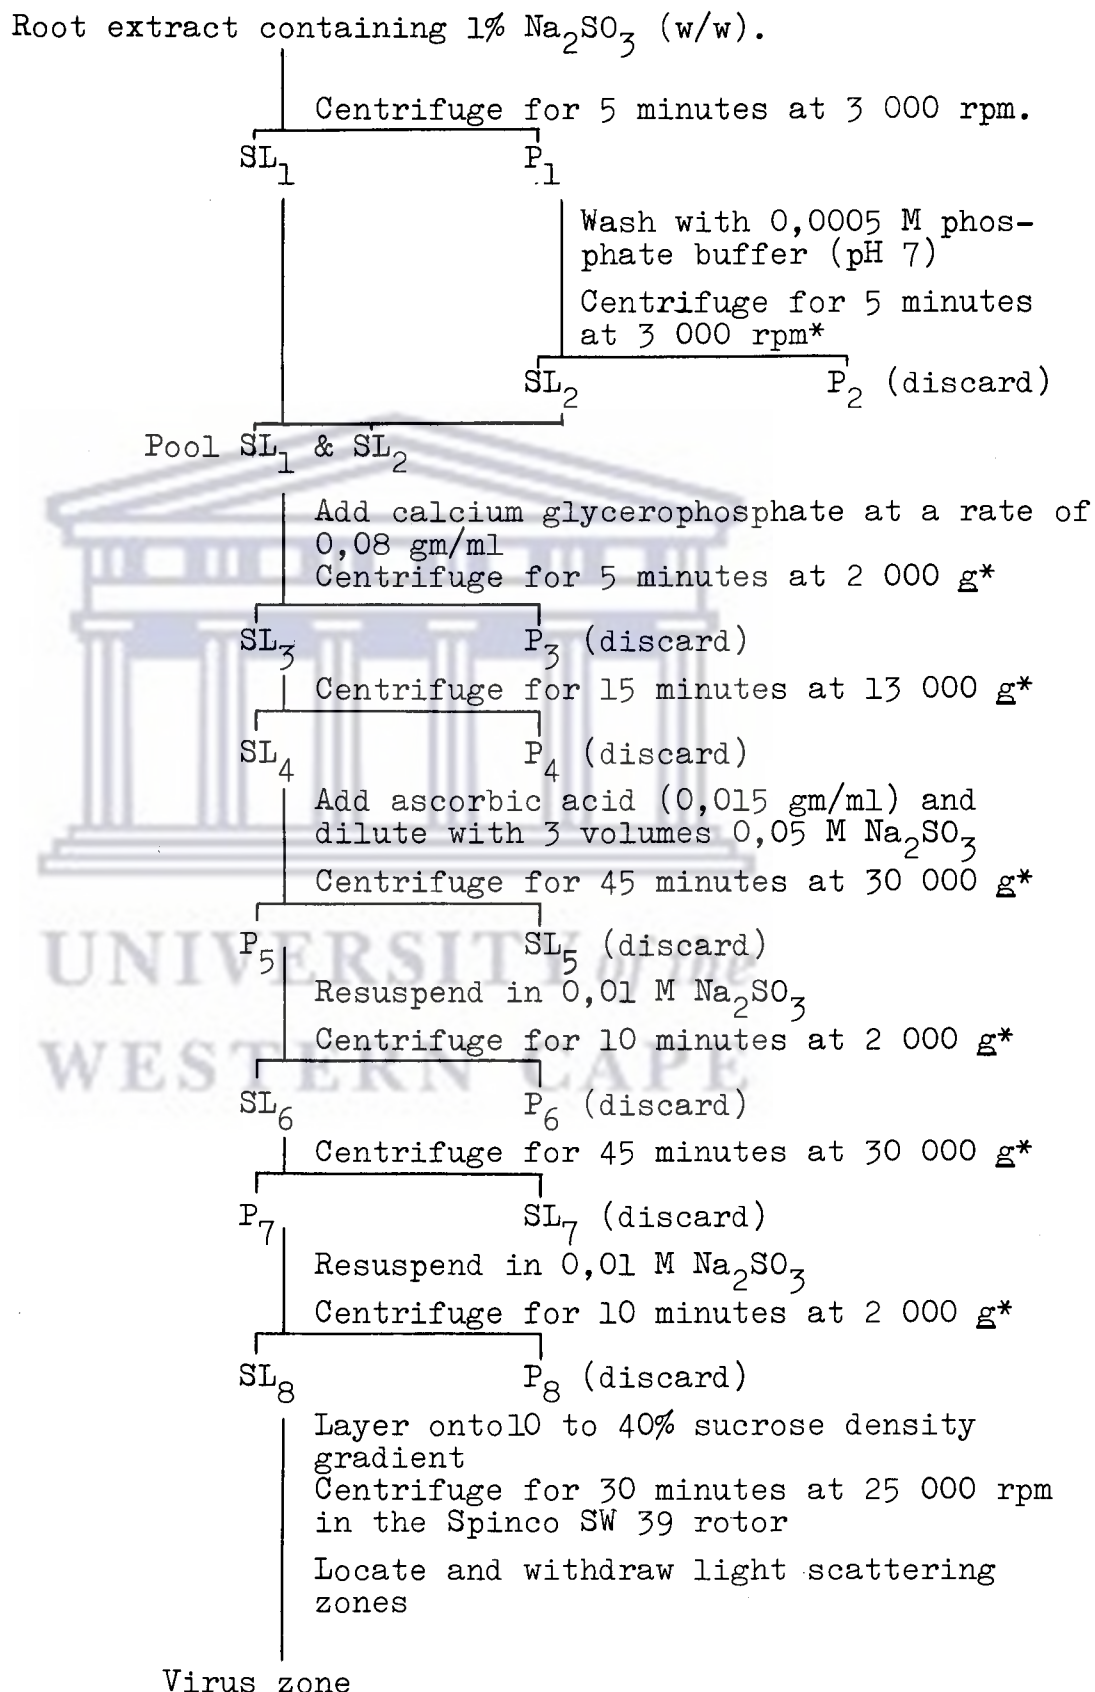 Root extract containing 1% Na₂SO₃ (w/w).
Centrifuge for 5 minutes at 3 000 rpm.
SL₁ P₁
Wash with 0,0005 M phos-
phate buffer (pH 7)
Centrifuge for 5 minutes
at 3 000 rpm*
SL₂ P₂ (discard)
Pool SL₁ & SL₂
Add calcium glycerophosphate at a rate of
0,08 gm/ml
Centrifuge for 5 minutes at 2 000 g*
SL₃ P₃ (discard)
Centrifuge for 15 minutes at 13 000 g*
SL₄ P₄ (discard)
Add ascorbic acid (0,015 gm/ml) and
dilute with 3 volumes 0,05 M Na₂SO₃
Centrifuge for 45 minutes at 30 000 g*
P₅ SL₅ (discard)
UNIVERSITY of the
Resuspend in 0,01 M Na₂SO₃
Centrifuge for 10 minutes at 2 000 g*
WESTERN CAPE
SL₆ P₆ (discard)
Centrifuge for 45 minutes at 30 000 g*
P₇ SL₇ (discard)
Resuspend in 0,01 M Na₂SO₃
Centrifuge for 10 minutes at 2 000 g*
SL₈ P₈ (discard)
Layer onto10 to 40% sucrose density
gradient
Centrifuge for 30 minutes at 25 000 rpm
in the Spinco SW 39 rotor
Locate and withdraw light scattering
zones
Virus zone